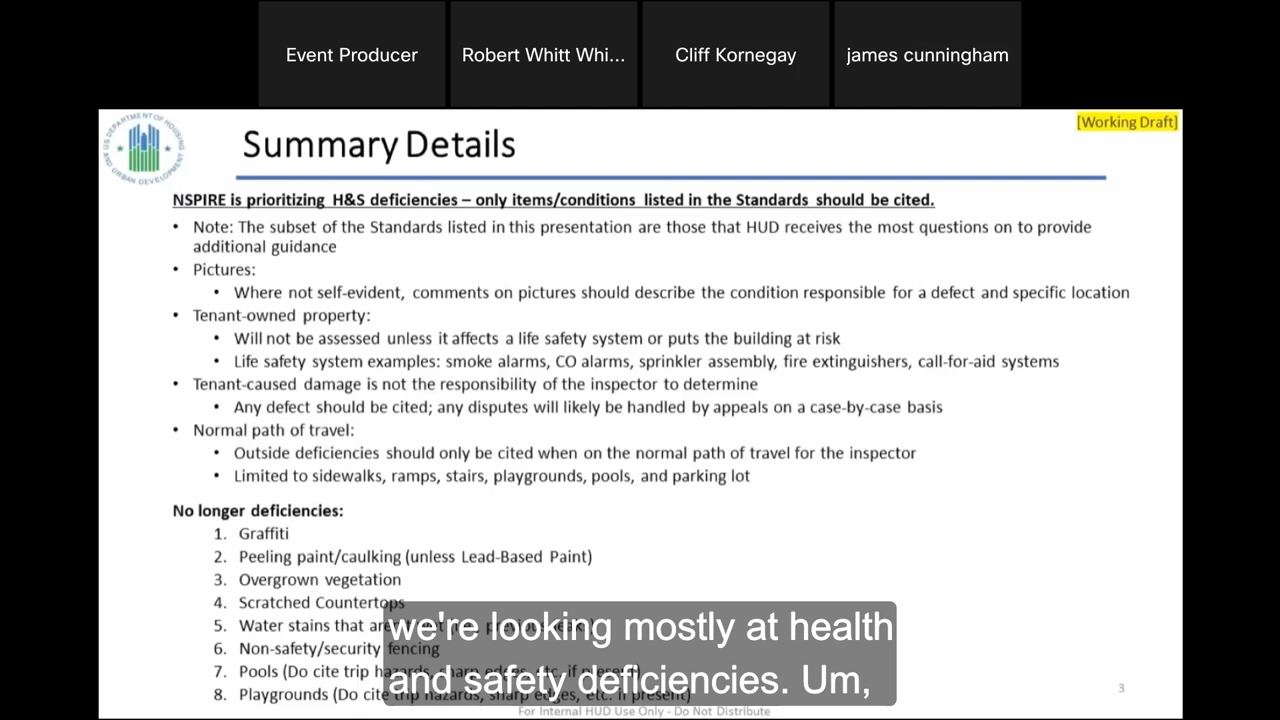 Event Producer
Robert Whitt Whi...
Cliff Kornegay
james cunningham
U.S. DEPARTMENT OF HOUSING AND URBAN DEVELOPMENT
[Working Draft]
Summary Details
NSPIRE is prioritizing H&S deficiencies – only items/conditions listed in the Standards should be cited.
• Note: The subset of the Standards listed in this presentation are those that HUD receives the most questions on to provide
additional guidance
• Pictures:
• Where not self-evident, comments on pictures should describe the condition responsible for a defect and specific location
• Tenant-owned property:
• Will not be assessed unless it affects a life safety system or puts the building at risk
• Life safety system examples: smoke alarms, CO alarms, sprinkler assembly, fire extinguishers, call-for-aid systems
• Tenant-caused damage is not the responsibility of the inspector to determine
• Any defect should be cited; any disputes will likely be handled by appeals on a case-by-case basis
• Normal path of travel:
• Outside deficiencies should only be cited when on the normal path of travel for the inspector
• Limited to sidewalks, ramps, stairs, playgrounds, pools, and parking lot
No longer deficiencies:
1. Graffiti
2. Peeling paint/caulking (unless Lead-Based Paint)
3. Overgrown vegetation
4. Scratched Countertops
5. Water stains that
6. Non-safety/security fencing
7. Pools (Do cite trip hazards, sharp edges, etc. if present)
8. Playgrounds (Do cite trip hazards, sharp edges, etc. if present)
we're looking mostly at health
and safety deficiencies. Um,
3
For Internal HUD Use Only - Do Not Distribute